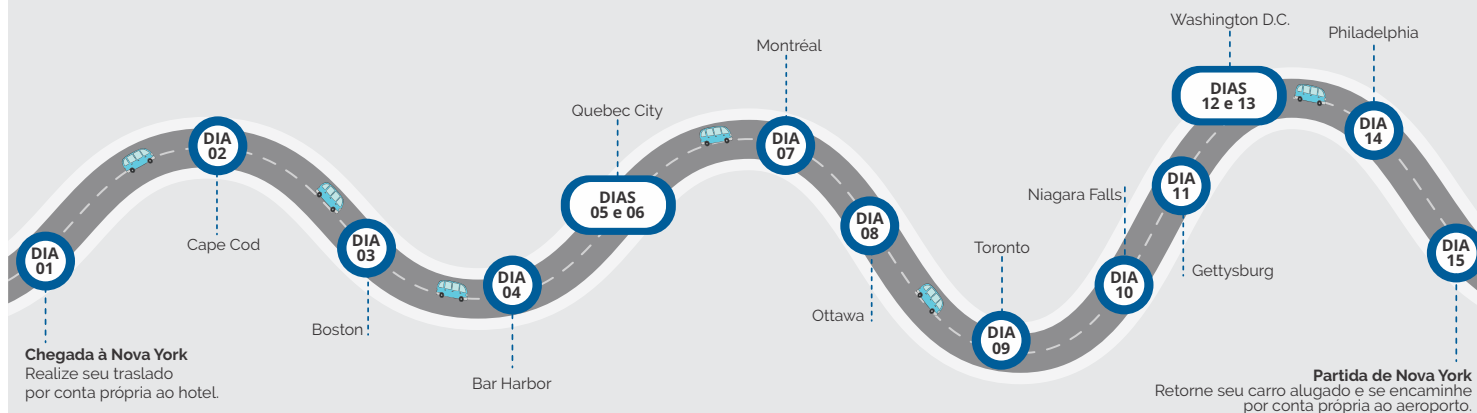 Chegada à Nova York
Realize seu traslado
por conta própria ao hotel.
DIA
01
DIA
02
Cape Cod
DIA
03
Boston
DIA
04
Bar Harbor
Quebec City
DIAS
05 e 06
Montréal
DIA
07
DIA
08
Ottawa
Toronto
DIA
09
Niagara Falls
DIA
10
DIA
11
Gettysburg
Washington D.C.
DIAS
12 e 13
Philadelphia
DIA
14
DIA
15
Partida de Nova York
Retorne seu carro alugado e se encaminhe
por conta própria ao aeroporto.